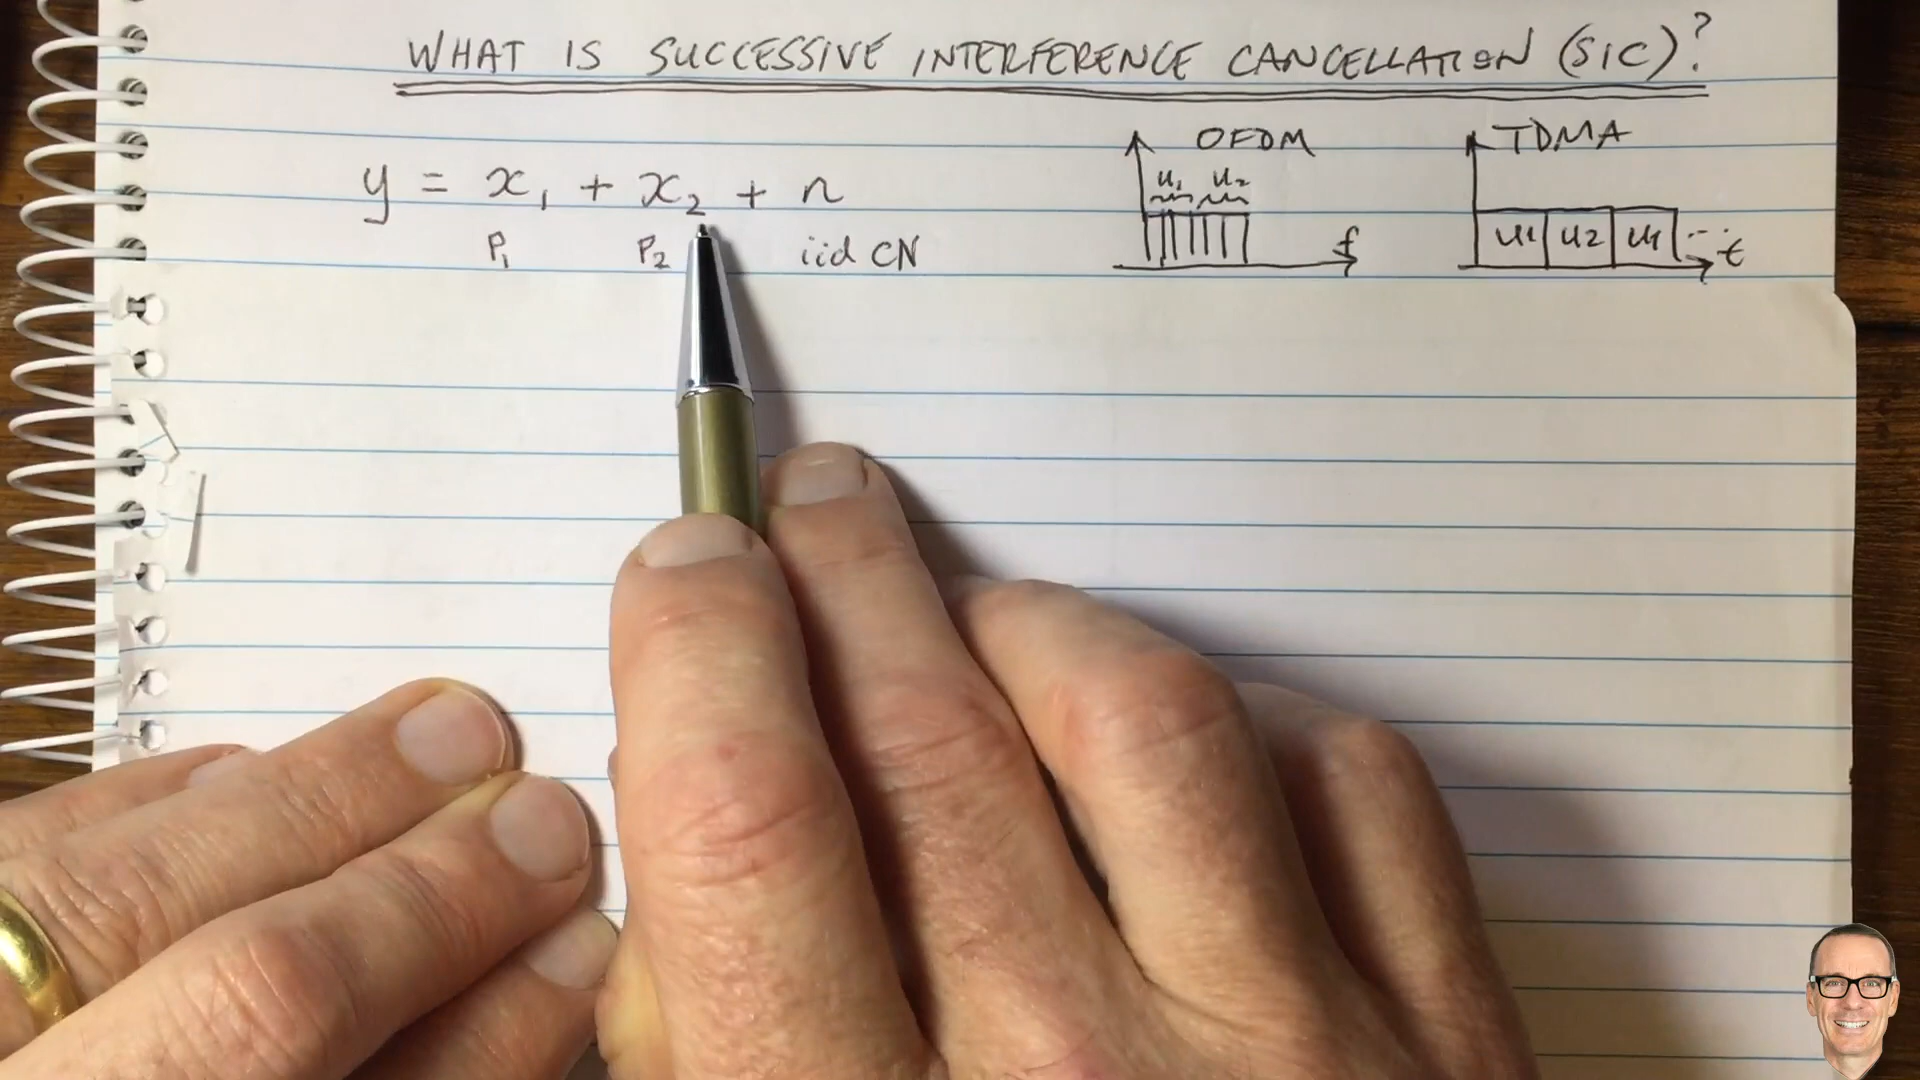 WHAT IS SUCCESSIVE INTERFERENCE CANCELLATION (SIC)?
y = x₁ + x₂ + n
P₁ P₂ iid CN
OFDM
u₁ u₂
f
TDMA
u1 u2 u1 ...
t